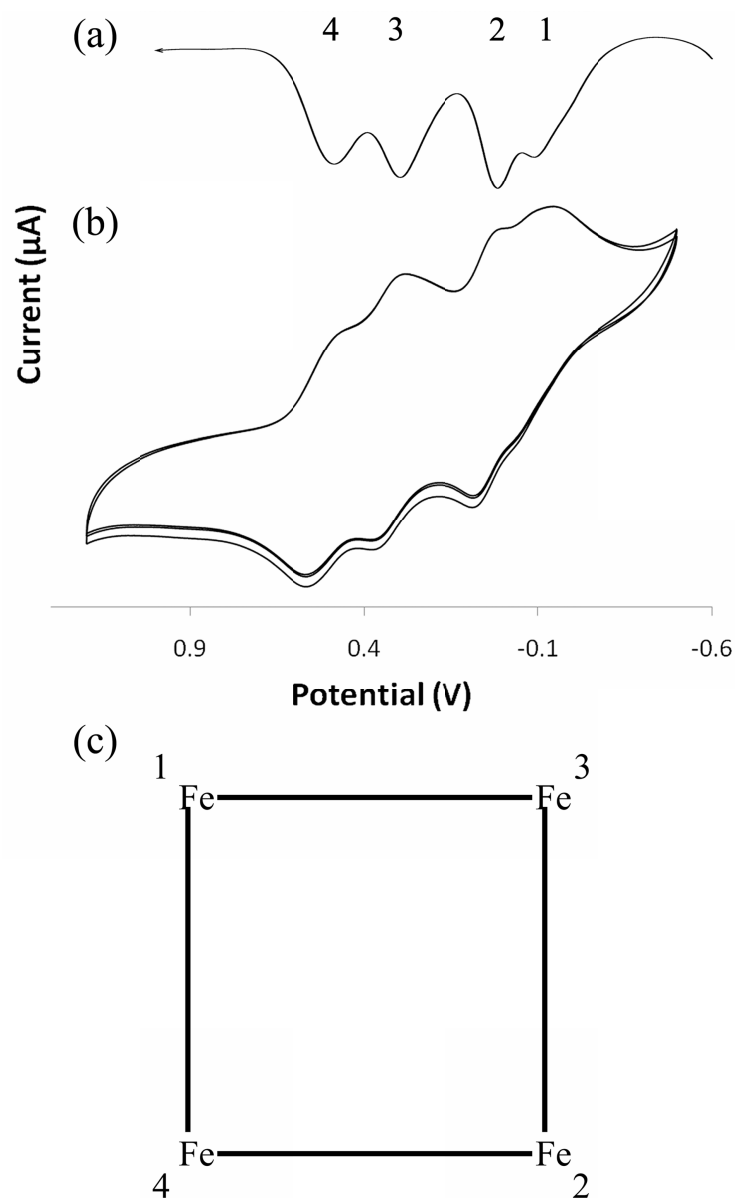 (a)
4 3 2 1
(b)
Current (µA)
0.9 0.4 -0.1 -0.6
Potential (V)
(c)
1 3
Fe Fe
Fe Fe
4 2